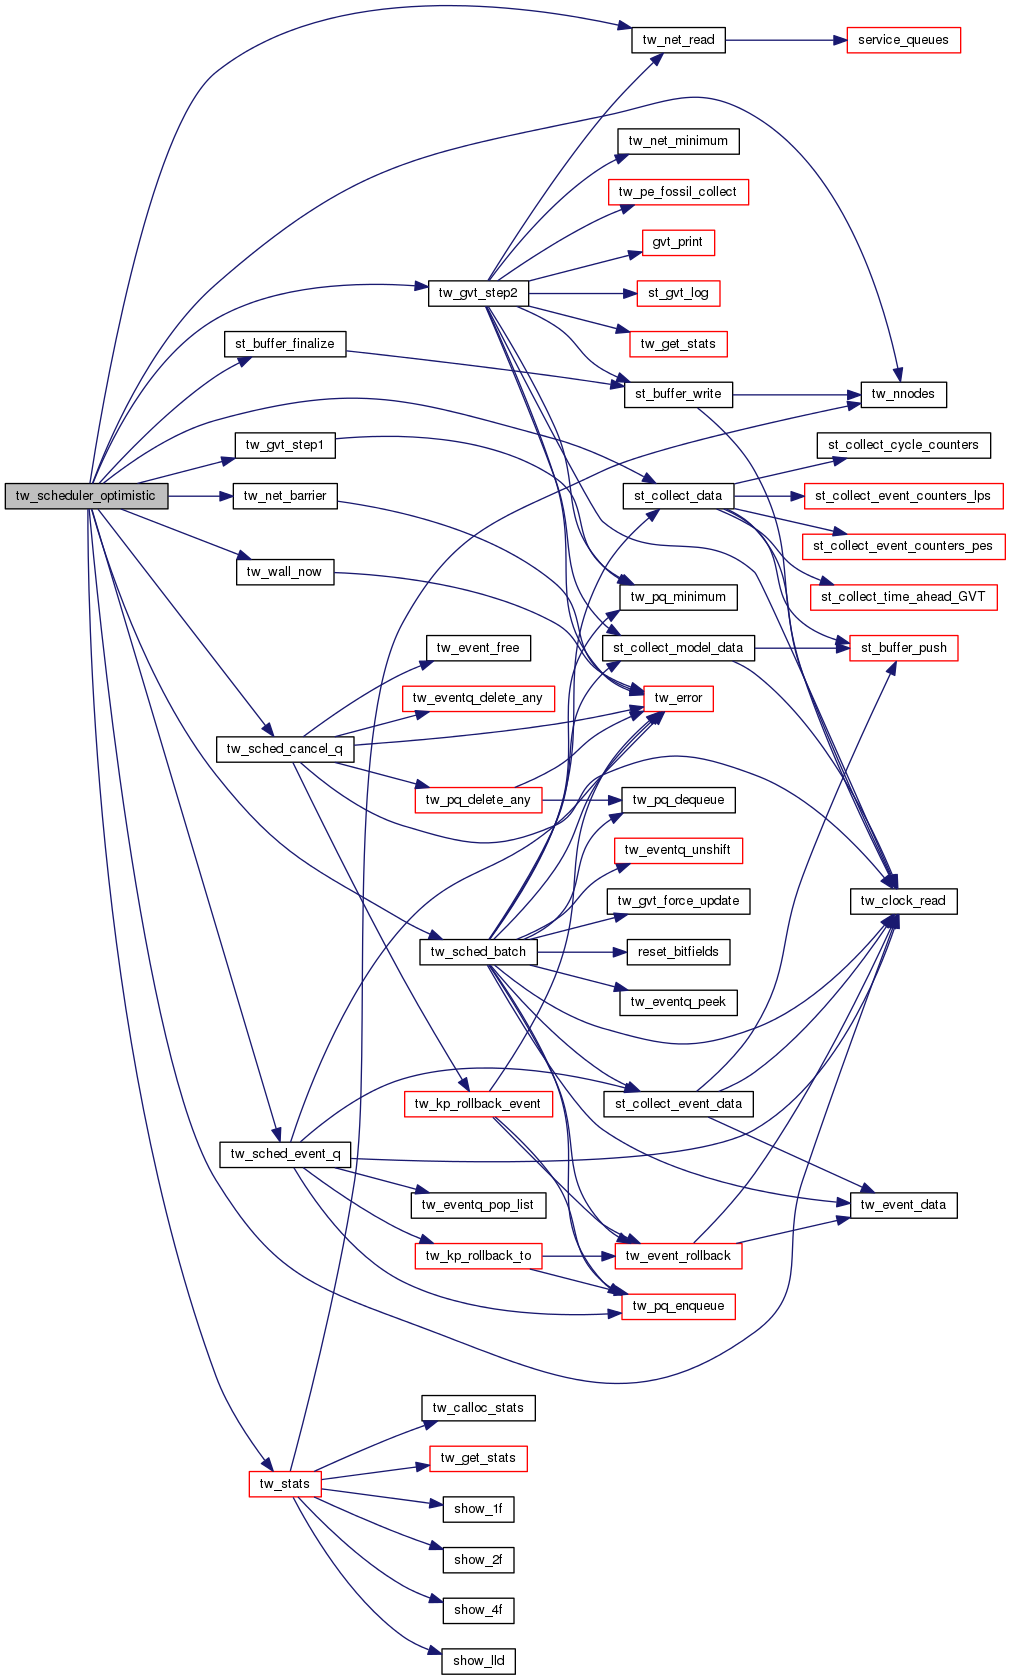 tw_net_read
service_queues
tw_net_minimum
tw_pe_fossil_collect
gvt_print
tw_gvt_step2
st_gvt_log
st_buffer_finalize
tw_get_stats
st_buffer_write
tw_nnodes
tw_gvt_step1
st_collect_cycle_counters
tw_scheduler_optimistic
tw_net_barrier
st_collect_data
st_collect_event_counters_lps
st_collect_event_counters_pes
tw_wall_now
tw_pq_minimum
st_collect_time_ahead_GVT
tw_event_free
st_collect_model_data
st_buffer_push
tw_eventq_delete_any
tw_error
tw_sched_cancel_q
tw_pq_delete_any
tw_pq_dequeue
tw_eventq_unshift
tw_gvt_force_update
tw_clock_read
tw_sched_batch
reset_bitfields
tw_eventq_peek
tw_kp_rollback_event
st_collect_event_data
tw_sched_event_q
tw_eventq_pop_list
tw_event_data
tw_kp_rollback_to
tw_event_rollback
tw_pq_enqueue
tw_calloc_stats
tw_get_stats
tw_stats
show_1f
show_2f
show_4f
show_lld